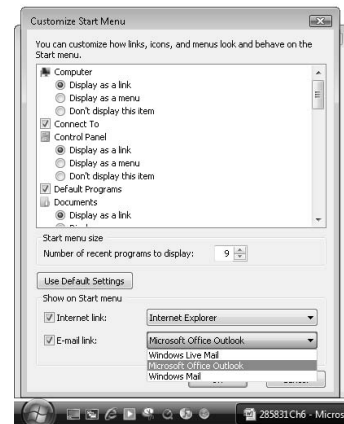 Customize Start Menu
You can customize how links, icons, and menus look and behave on the
Start menu.
Computer
Display as a link
Display as a menu
Don't display this item
Connect To
Control Panel
Display as a link
Display as a menu
Don't display this item
Default Programs
Documents
Display as a link
Start menu size
Number of recent programs to display: 9
Use Default Settings
Show on Start menu
Internet link: Internet Explorer
E-mail link: Microsoft Office Outlook
Windows Live Mail
Microsoft Office Outlook
Windows Mail
285831Ch6 - Micros